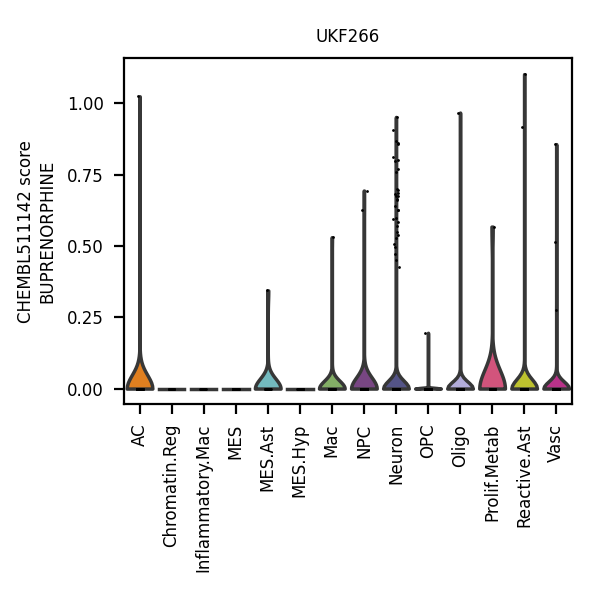 UKF266
CHEMBL511142 score
BUPRENORPHINE
1.00
0.75
0.50
0.25
0.00
AC
Chromatin.Reg
Inflammatory.Mac
MES
MES.Ast
MES.Hyp
Mac
NPC
Neuron
OPC
Oligo
Prolif.Metab
Reactive.Ast
Vasc